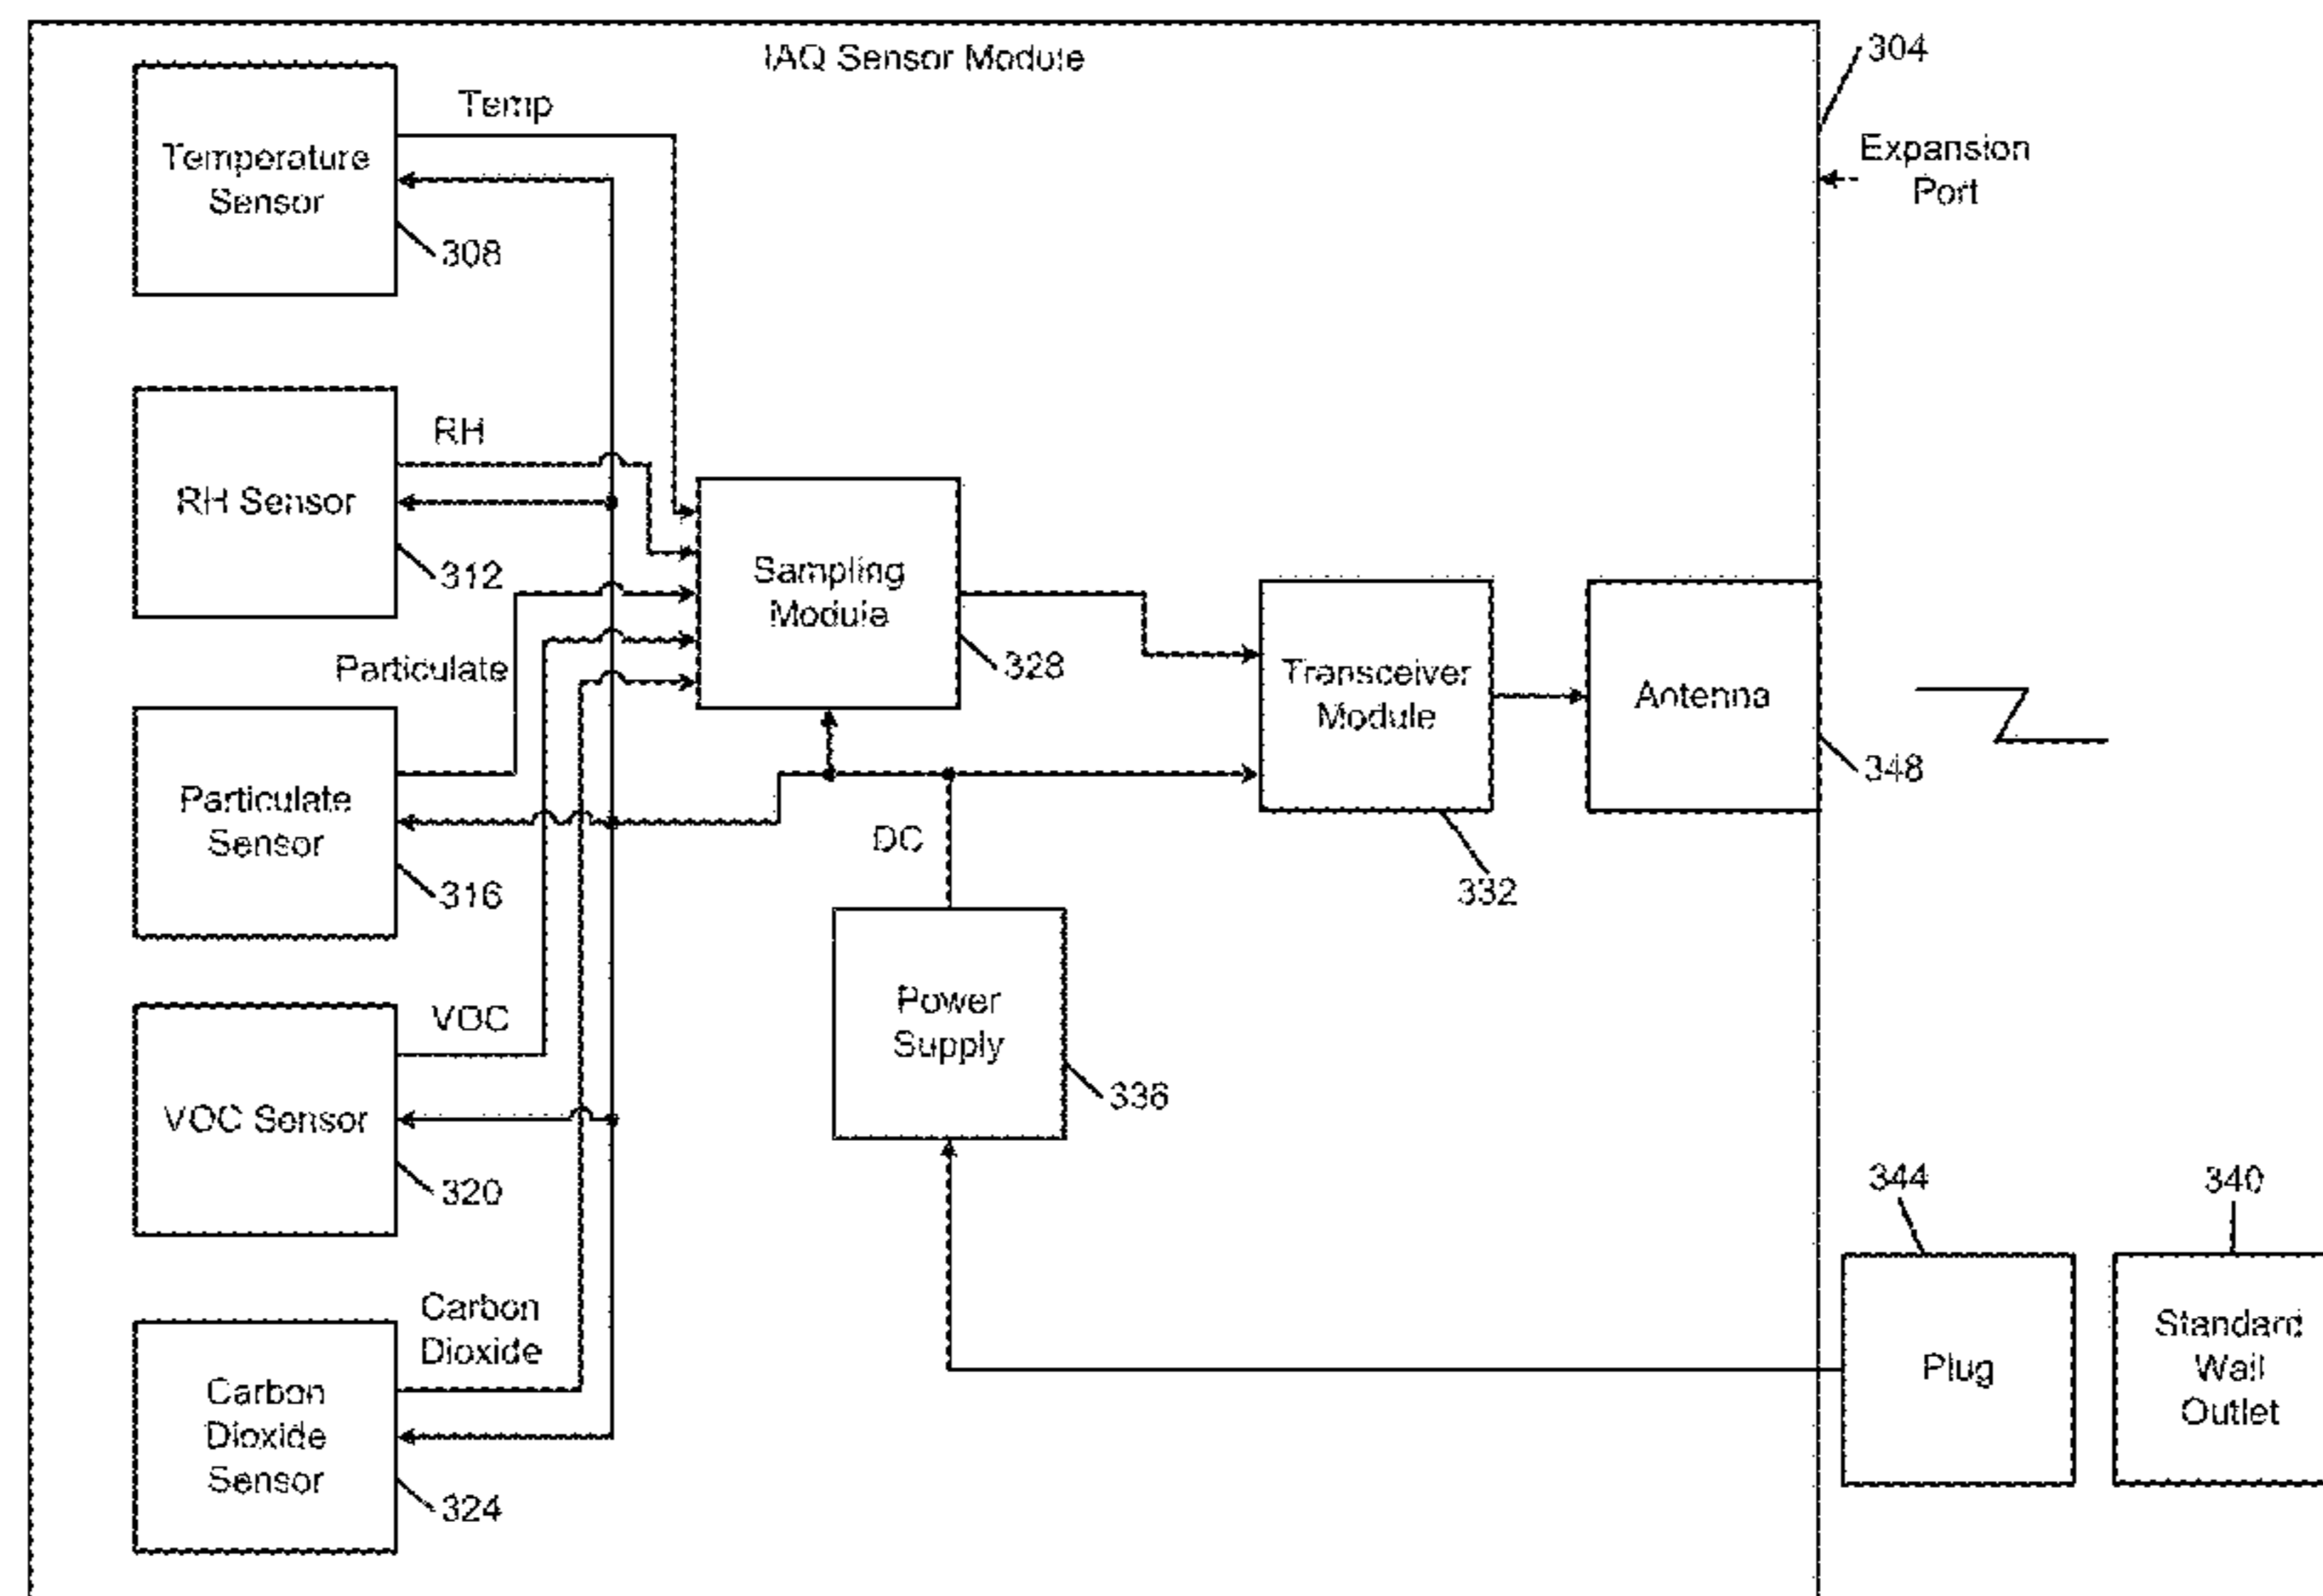 IAQ Sensor Module
304
Expansion
Port
Temp
Temperature
Sensor
308
RH
RH Sensor
312
Sampling
Module
328
Particulate
Particulate
Sensor
316
Transceiver
Module
332
Antenna
348
DC
Power
Supply
336
VOC
VOC Sensor
320
Carbon
Dioxide
Carbon
Dioxide
Sensor
324
344
Plug
340
Standard
Wall
Outlet